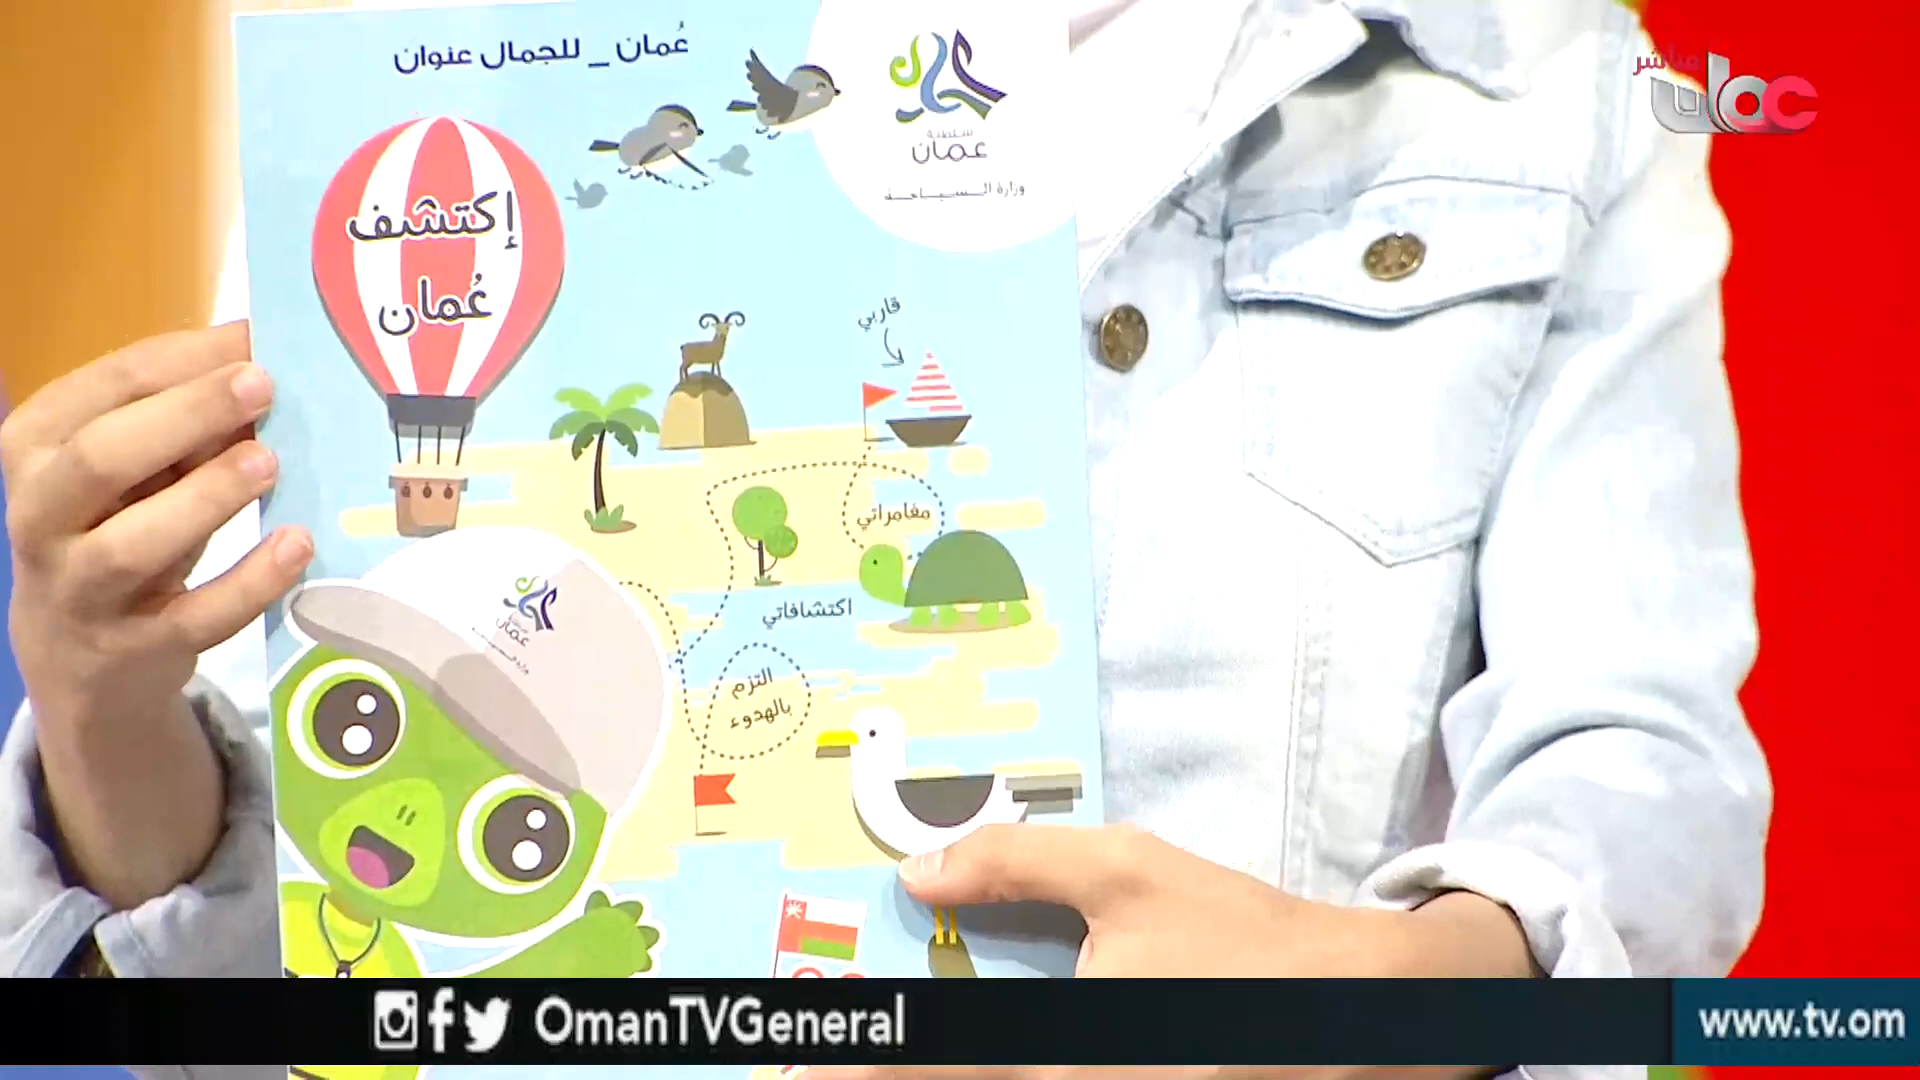 مباشر
عمان
عُمان _ للجمال عنوان
سلطنة
عمان
وزارة السياحة
إكتشف
عُمان
قاربي
مغامراتي
اكتشافاتي
التزم
بالهدوء
عمان
OmanTVGeneral
www.tv.om